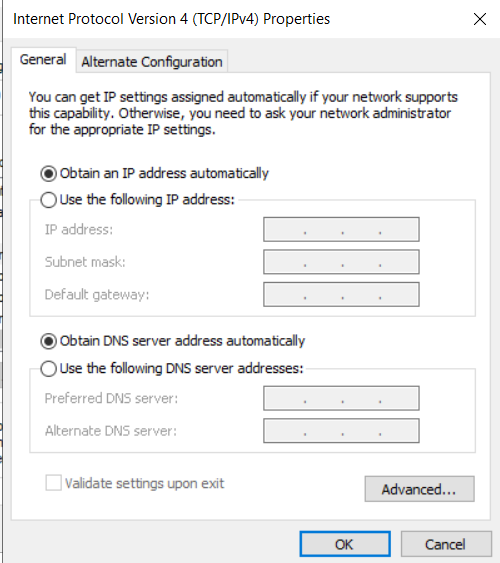 Internet Protocol Version 4 (TCP/IPv4) Properties
General
Alternate Configuration
You can get IP settings assigned automatically if your network supports
this capability. Otherwise, you need to ask your network administrator
for the appropriate IP settings.
Obtain an IP address automatically
Use the following IP address:
IP address:
Subnet mask:
Default gateway:
Obtain DNS server address automatically
Use the following DNS server addresses:
Preferred DNS server:
Alternate DNS server:
Validate settings upon exit
Advanced...
OK
Cancel